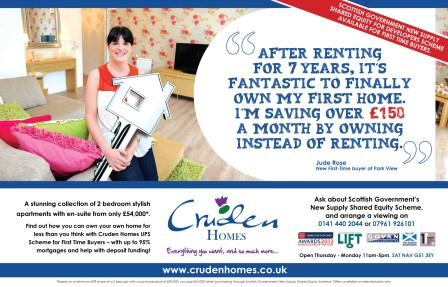 SCOTTISH GOVERNMENT NEW SUPPLY
SHARED EQUITY FOR DEVELOPERS SCHEME
AVAILABLE FOR FIRST TIME BUYERS
“AFTER RENTING
FOR 7 YEARS, IT'S
FANTASTIC TO FINALLY
OWN MY FIRST HOME.
I'M SAVING OVER £150
A MONTH BY OWNING
INSTEAD OF RENTING.”
Jude Rose
New First-Time buyer at Park View
A stunning collection of 2 bedroom stylish
apartments with en-suite from only £54,000*.
Find out how you can own your own home for
less than you think with Cruden Homes UPS
Scheme for First Time Buyers – with up to 95%
mortgages and help with deposit funding!
Cruden
HOMES
Everything you want, and so much more...
Ask about Scottish Government's
New Supply Shared Equity Scheme,
and arrange a viewing on
0141 440 2044 or 07961 926101
AWARDS2012
LIFT
GOVAN
Open Thursday - Monday 11am-5pm. SAT NAV G51 3EY
www.crudenhomes.co.uk